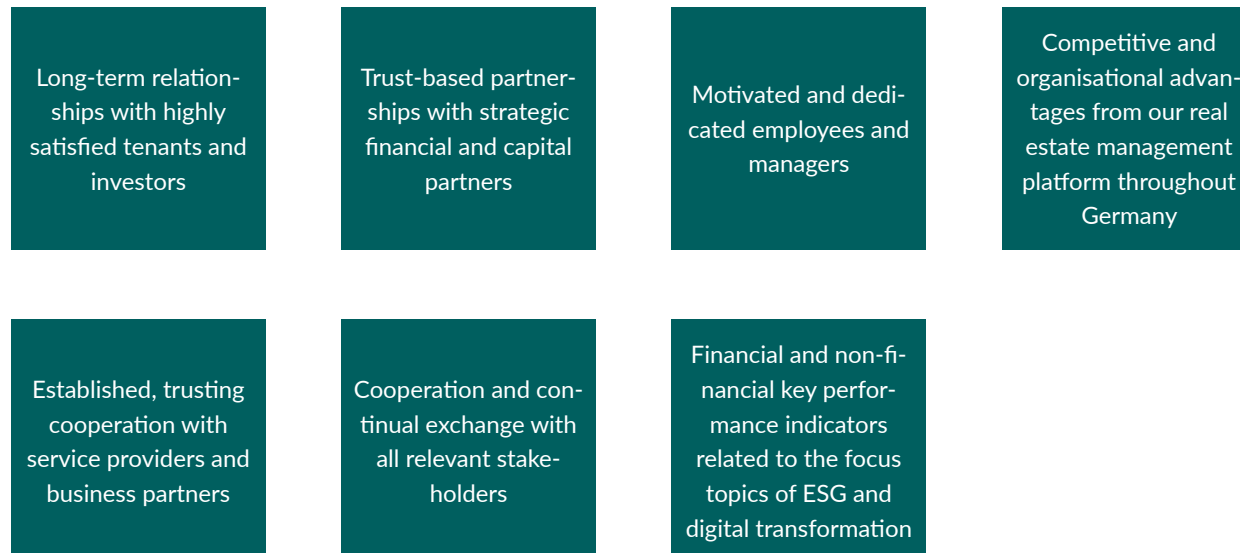 Long-term relation-
ships with highly
satisfied tenants and
investors
Trust-based partner-
ships with strategic
financial and capital
partners
Motivated and dedi-
cated employees and
managers
Competitive and
organisational advan-
tages from our real
estate management
platform throughout
Germany
Established, trusting
cooperation with
service providers and
business partners
Cooperation and con-
tinual exchange with
all relevant stake-
holders
Financial and non-fi-
nancial key perfor-
mance indicators
related to the focus
topics of ESG and
digital transformation